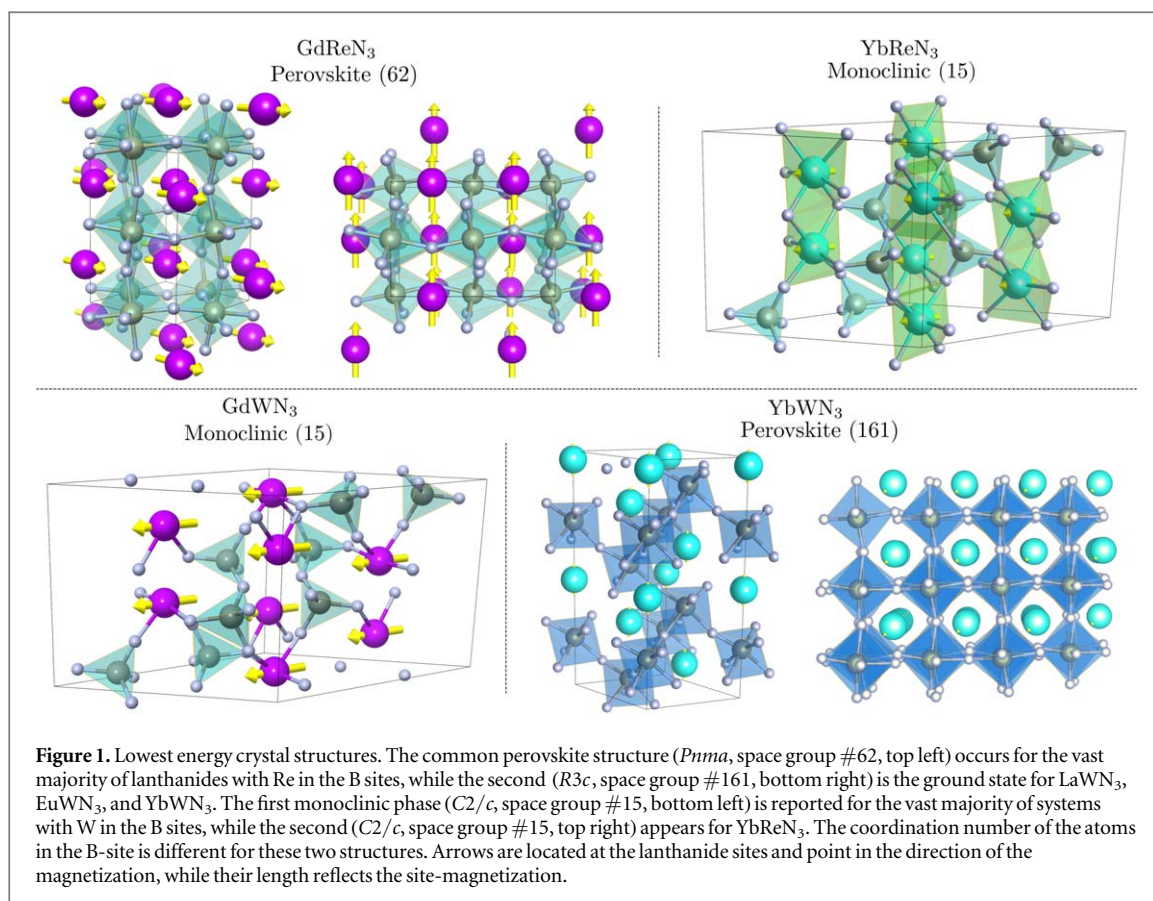 GdReN₃
Perovskite (62)
YbReN₃
Monoclinic (15)
GdWN₃
Monoclinic (15)
YbWN₃
Perovskite (161)
Figure 1. Lowest energy crystal structures. The common perovskite structure (Pnma, space group #62, top left) occurs for the vast
majority of lanthanides with Re in the B sites, while the second (R3c, space group #161, bottom right) is the ground state for LaWN₃,
EuWN₃, and YbWN₃. The first monoclinic phase (C2/c, space group #15, bottom left) is reported for the vast majority of systems
with W in the B sites, while the second (C2/c, space group #15, top right) appears for YbReN₃. The coordination number of the atoms
in the B-site is different for these two structures. Arrows are located at the lanthanide sites and point in the direction of the
magnetization, while their length reflects the site-magnetization.